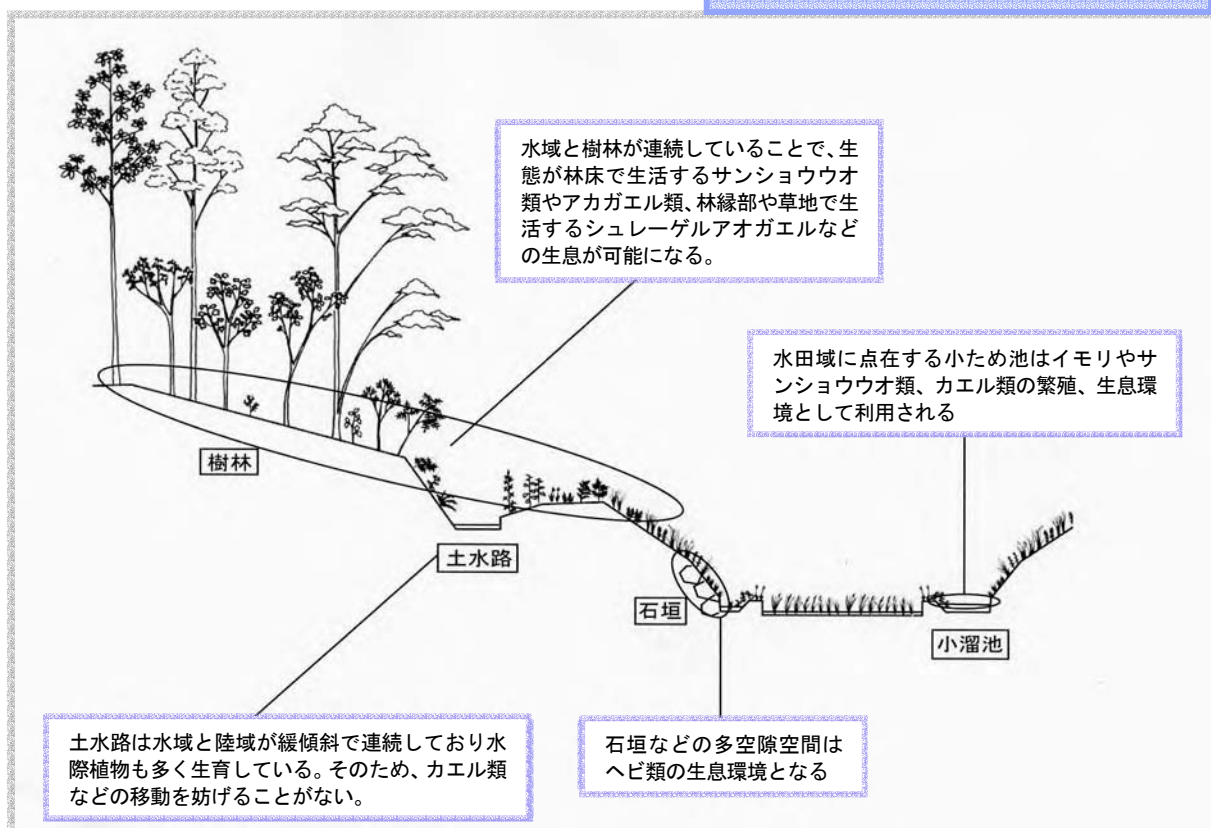 水域と樹林が連続していることで、生
態が林床で生活するサンショウウオ
類やアカガエル類、林縁部や草地で生
活するシュレーゲルアオガエルなど
の生息が可能になる。
水田域に点在する小ため池はイモリやサ
ンショウウオ類、カエル類の繁殖、生息環
境として利用される
樹林
土水路
石垣
小溜池
土水路は水域と陸域が緩傾斜で連続しており水
際植物も多く生育している。そのため、カエル類
などの移動を妨げることがない。
石垣などの多空隙空間は
ヘビ類の生息環境となる